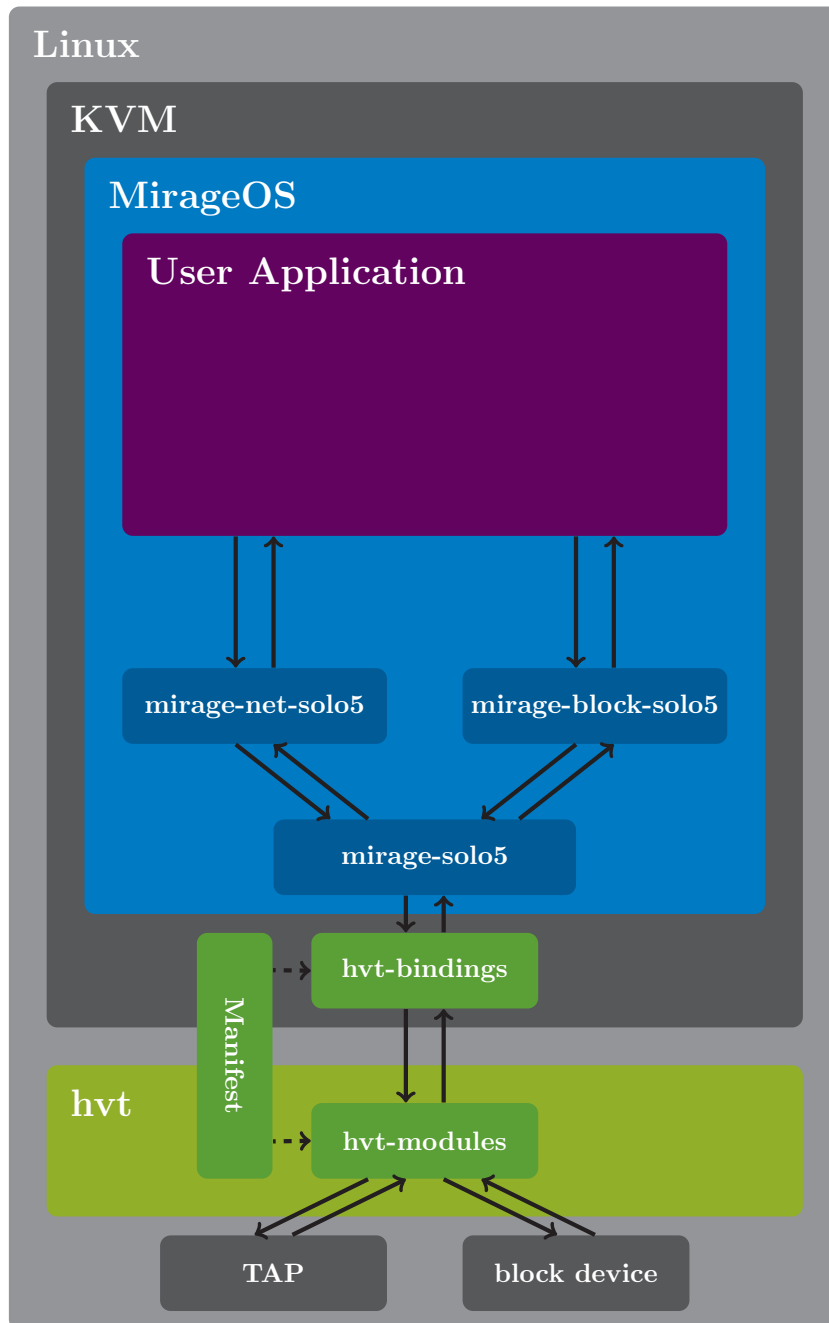 Linux
KVM
MirageOS
User Application
mirage-net-solo5
mirage-block-solo5
mirage-solo5
hvt-bindings
Manifest
hvt
hvt-modules
TAP
block device